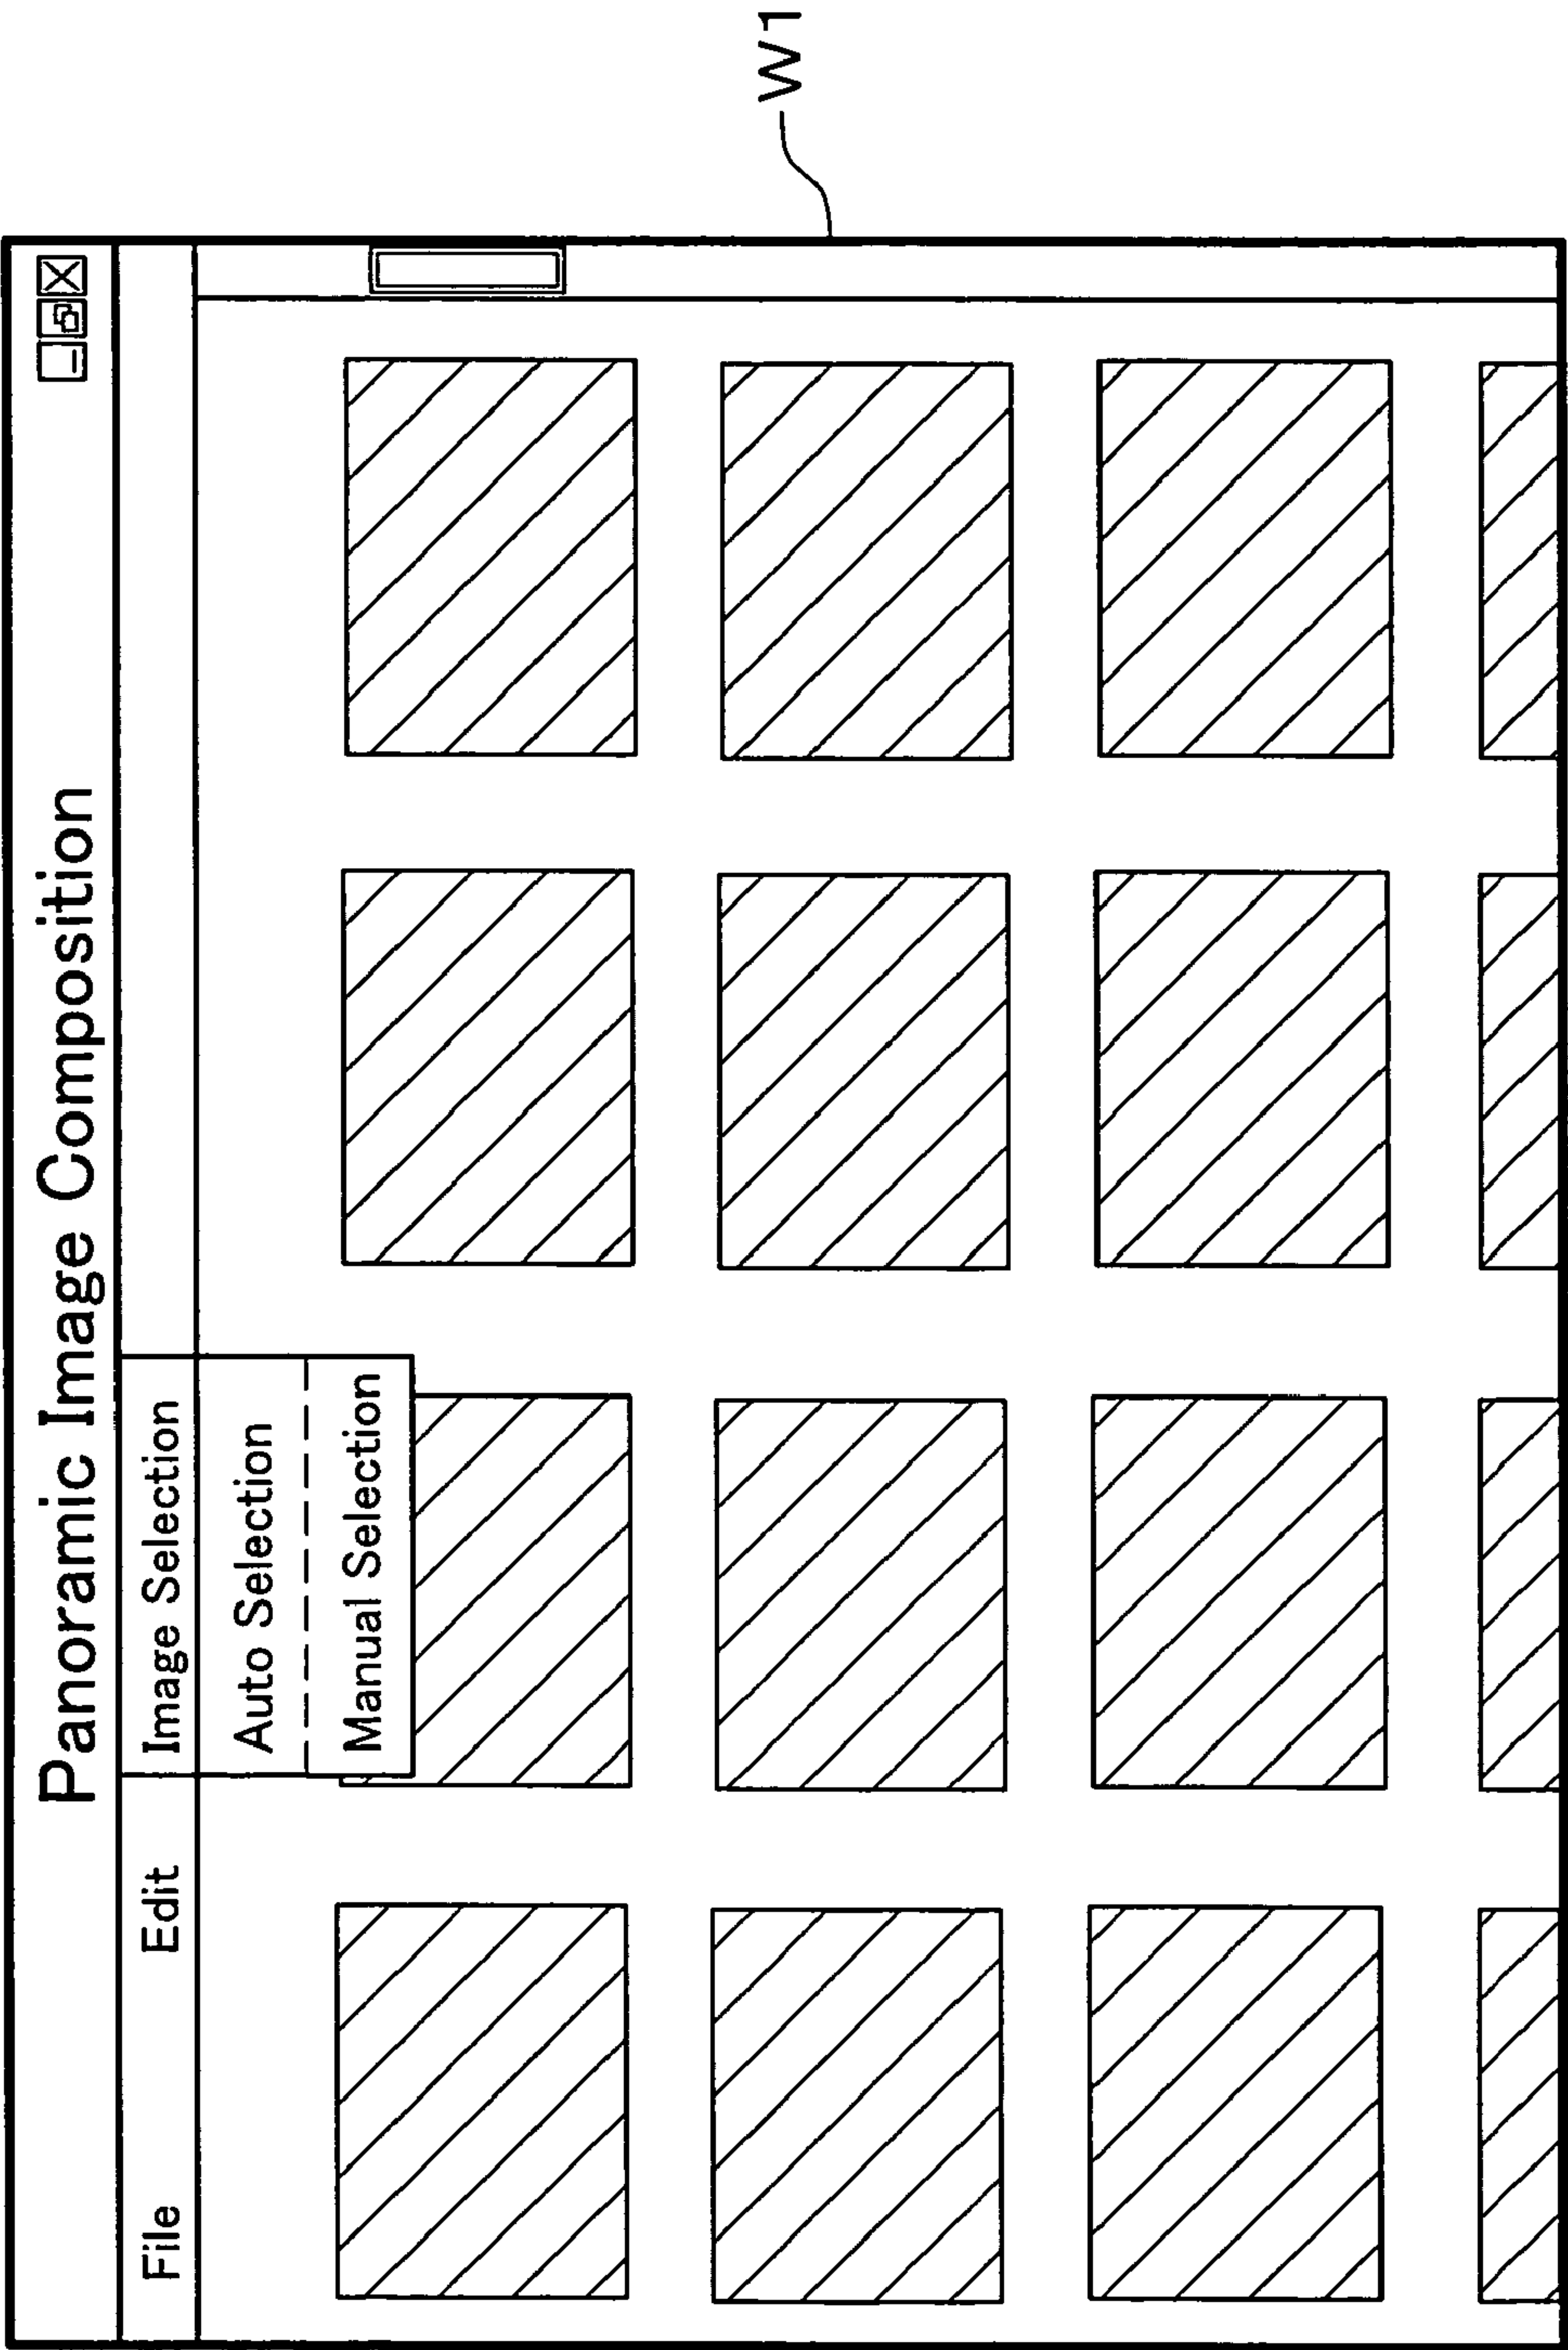 Panoramic Image Composition
File Edit Image Selection
Auto Selection
Manual Selection
W1